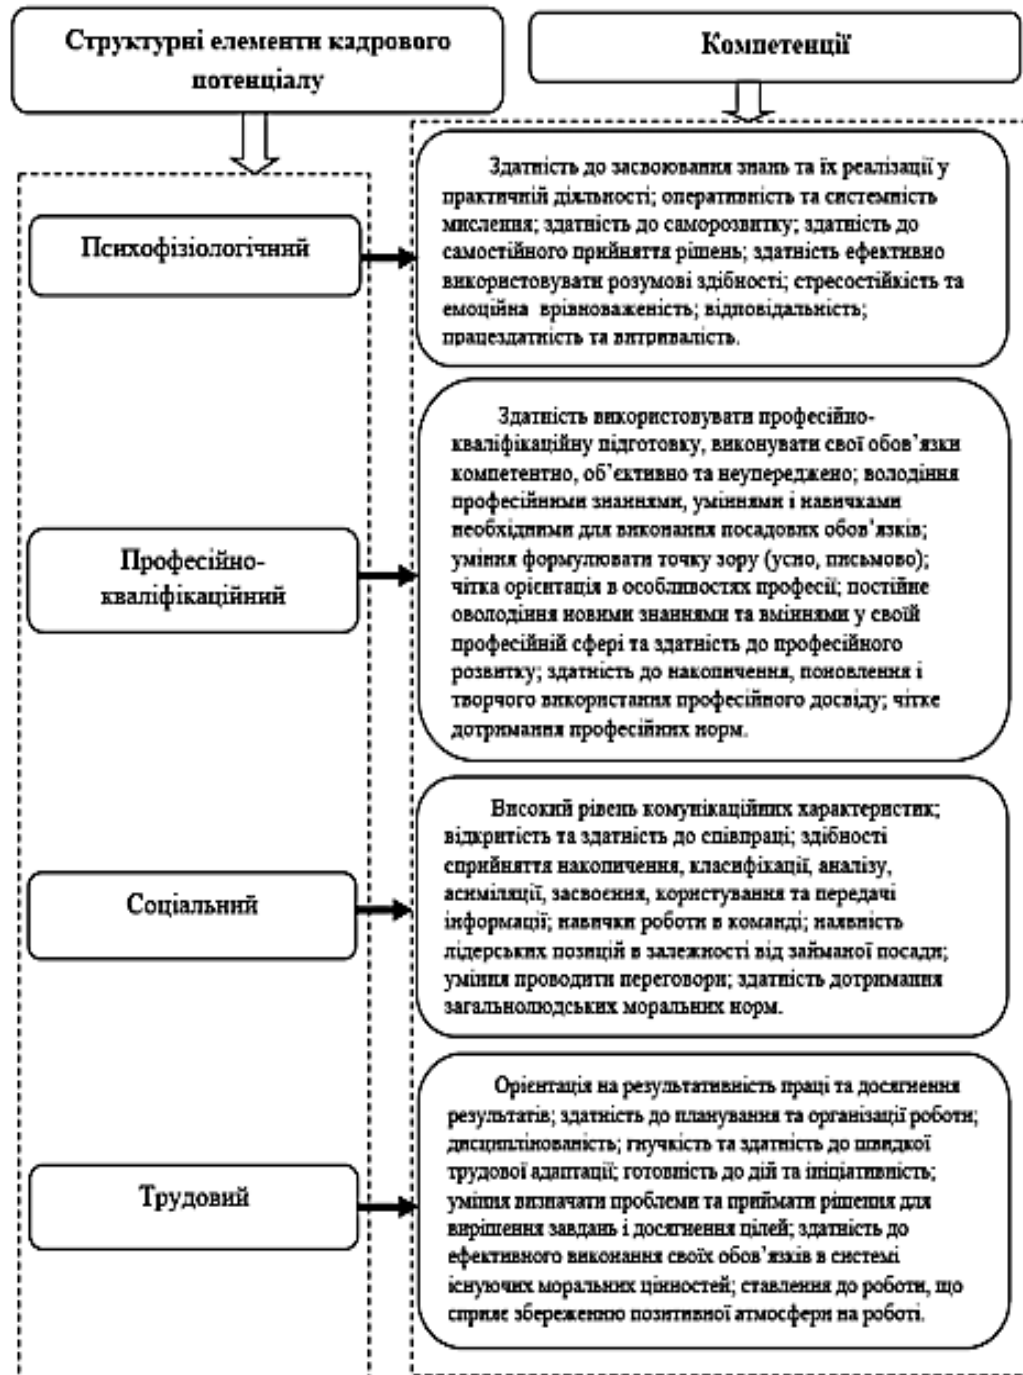 Структурні елементи кадрового
потенціалу
Компетенції
Психофізіологічний
Здатність до засвоювання знань та їх реалізації у
практичній діяльності; оперативність та системність
мислення; здатність до саморозвитку; здатність до
самостійного прийняття рішень; здатність ефективно
використовувати розумові здібності; стресостійкість та
емоційна врівноваженість; відповідальність;
працездатність та витривалість.
Професійно-
кваліфікаційний
Здатність використовувати професійно-
кваліфікаційну підготовку, виконувати свої обов’язки
компетентно, об’єктивно та неупереджено; володіння
професійними знаннями, уміннями і навичками
необхідними для виконання посадових обов’язків;
уміння формулювати точку зору (усно, письмово);
чітка орієнтація в особливостях професії; постійне
оволодіння новими знаннями та вміннями у своїй
професійній сфері та здатність до професійного
розвитку; здатність до накопичення, поновлення і
творчого використання професійного досвіду; чітке
дотримання професійних норм.
Соціальний
Високий рівень комунікаційних характеристик;
відкритість та здатність до співпраці; здібності
сприйняття накопичення, класифікації, аналізу,
асиміляції, засвоєння, користування та передачі
інформації; навички роботи в команді; наявність
лідерських позицій в залежності від займаної посади;
уміння проводити переговори; здатність дотримання
загальнолюдських моральних норм.
Трудовий
Орієнтація на результативність праці та досягнення
результатів; здатність до планування та організації роботи;
дисциплінованість; гнучкість та здатність до швидкої
трудової адаптації; готовність до дій та ініціативність;
уміння визначати проблеми та приймати рішення для
вирішення завдань і досягнення цілей; здатність до
ефективного виконання своїх обов’язків в системі
існуючих моральних цінностей; ставлення до роботи, що
сприяє збереженню позитивної атмосфери на роботі.